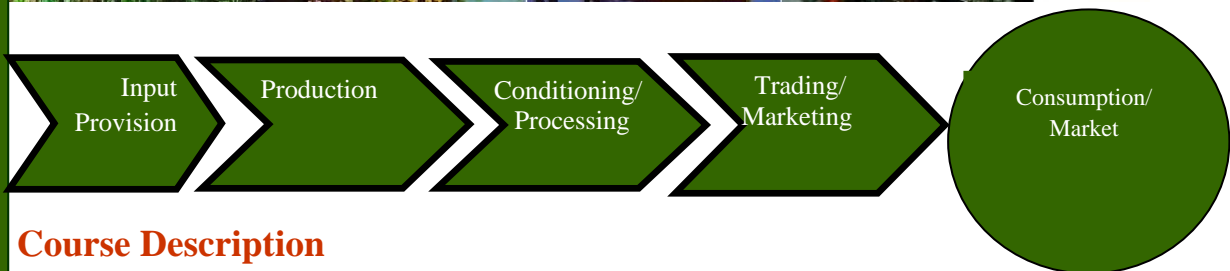 Input
Provision
Production
Conditioning/
Processing
Trading/
Marketing
Consumption/
Market
Course Description